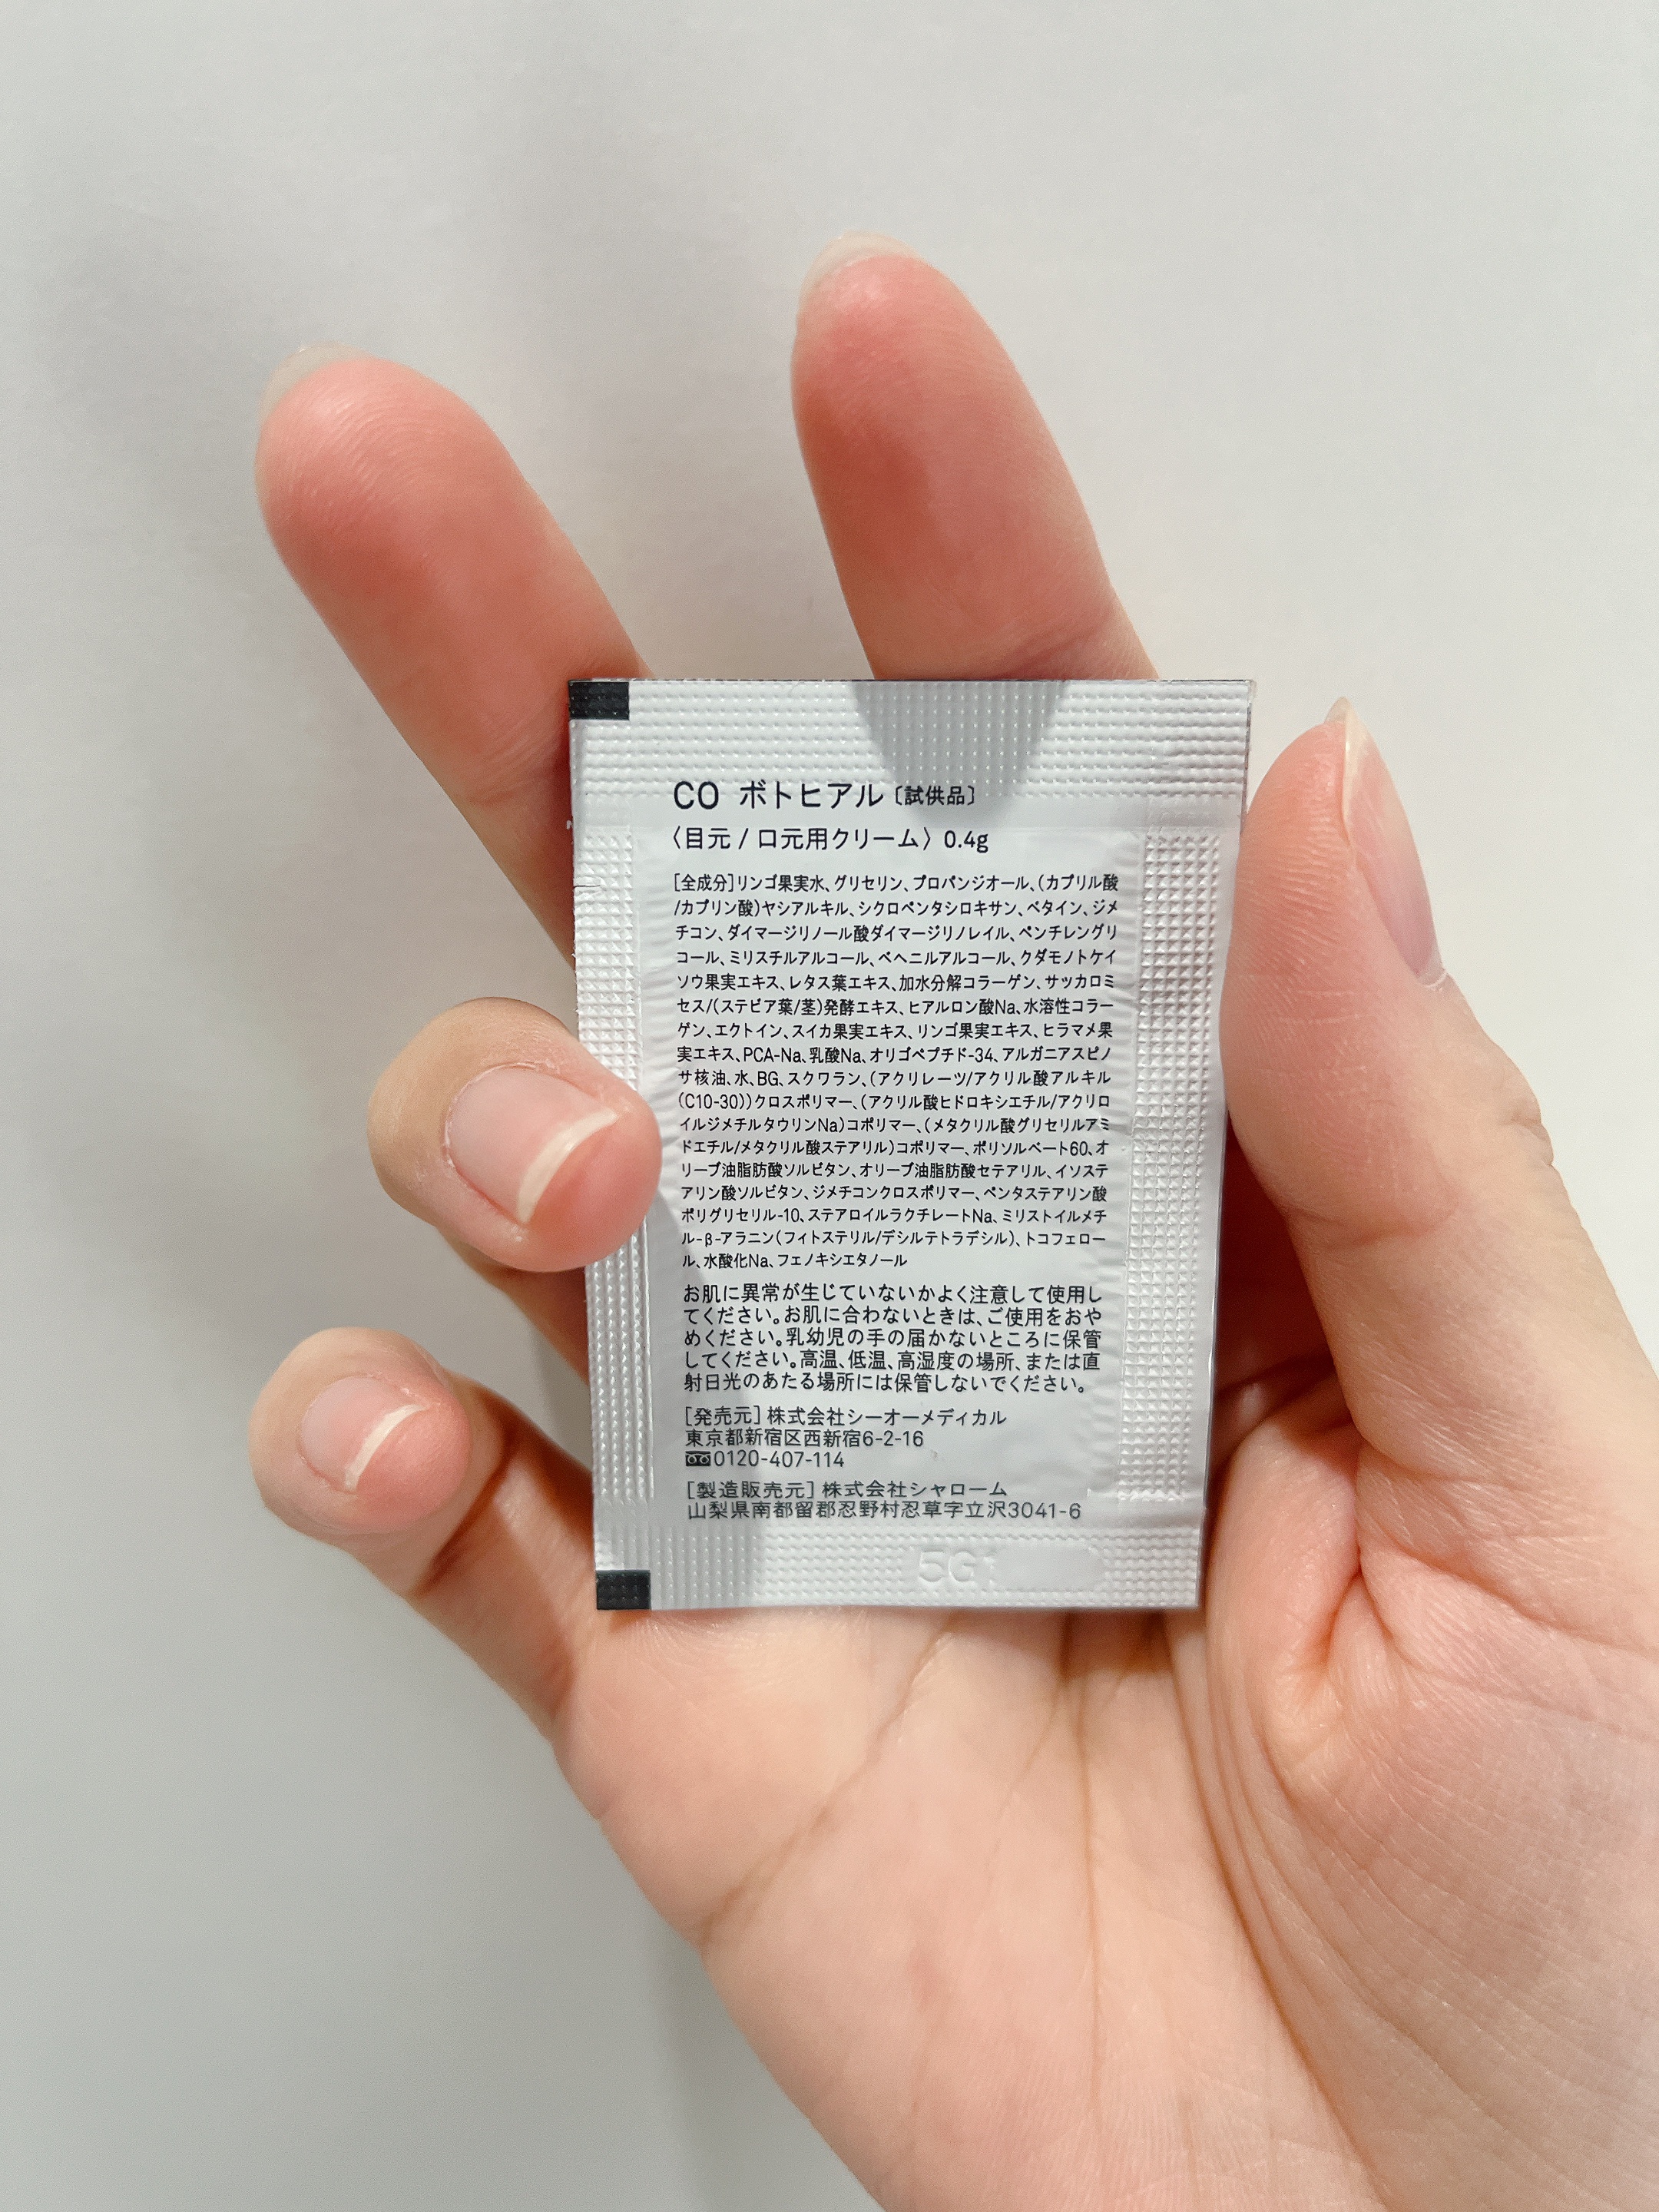 CO ボトヒアル〔試供品〕
〈目元 / 口元用クリーム〉 0.4g
[全成分]リンゴ果実水、グリセリン、プロパンジオール、(カプリル酸
/カプリン酸)ヤシアルキル、シクロペンタシロキサン、ベタイン、ジメ
チコン、ダイマージリノール酸ダイマージリノレイル、ペンチレングリ
コール、ミリスチルアルコール、ベヘニルアルコール、クダモノトケイ
ソウ果実エキス、レタス葉エキス、加水分解コラーゲン、サッカロミ
セス/(ステビア葉/茎)発酵エキス、ヒアルロン酸Na、水溶性コラー
ゲン、エクトイン、スイカ果実エキス、リンゴ果実エキス、ヒラマメ果
実エキス、PCA-Na、乳酸Na、オリゴペプチド-34、アルガニアスピノ
サ核油、水、BG、スクワラン、(アクリレーツ/アクリル酸アルキル
(C10-30))クロスポリマー、(アクリル酸ヒドロキシエチル/アクリロ
イルジメチルタウリンNa)コポリマー、(メタクリル酸グリセリルアミ
ドエチル/メタクリル酸ステアリル)コポリマー、ポリソルベート60、オ
リーブ油脂肪酸ソルビタン、オリーブ油脂肪酸セテアリル、イソステ
アリン酸ソルビタン、ジメチコンクロスポリマー、ペンタステアリン酸
ポリグリセリル-10、ステアロイルラクチレートNa、ミリストイルメチ
ル-β-アラニン(フィトステリル/デシルテトラデシル)、トコフェロー
ル、水酸化Na、フェノキシエタノール
お肌に異常が生じていないかよく注意して使用し
てください。お肌に合わないときは、ご使用をおや
めください。乳幼児の手の届かないところに保管
してください。高温、低温、高湿度の場所、または直
射日光のあたる場所には保管しないでください。
[発売元] 株式会社シーオーメディカル
東京都新宿区西新宿6-2-16
0120-407-114
[製造販売元] 株式会社シャローム
山梨県南都留郡忍野村忍草字立沢3041-6